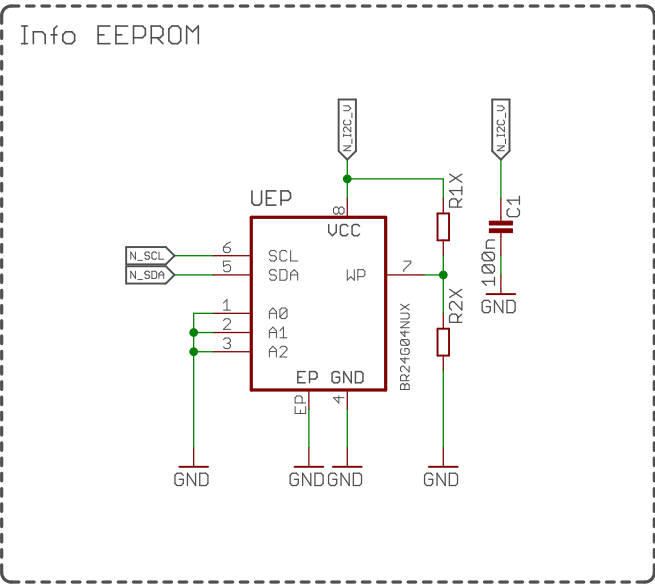 Info EEPROM
N_I2C_V
N_I2C_V
UEP
8
VCC
R1X
C1
100n
GND
N_SCL
6
SCL
N_SDA
5
SDA
WP
7
1
A0
2
A1
3
A2
R2X
BR24G04NUX
EP
GND
EP
4
GND
GND
GND
GND